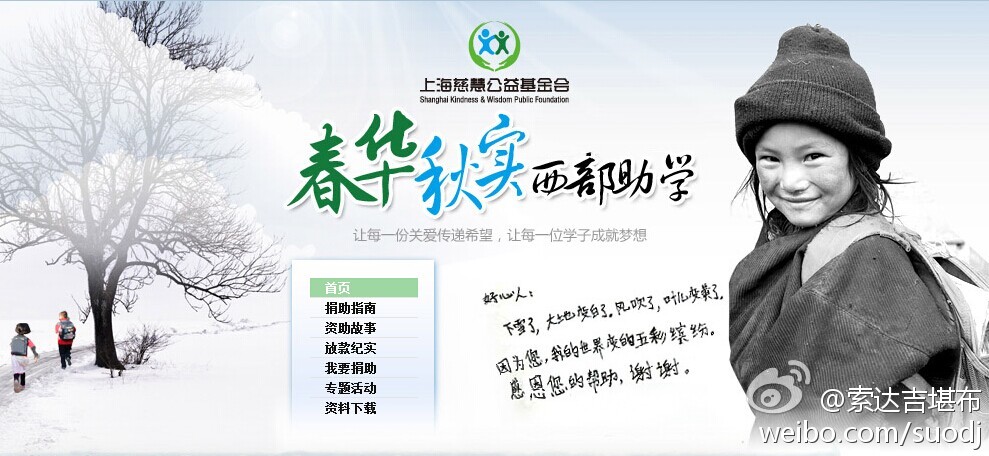 上海慈慧公益基金会
Shanghai Kindness & Wisdom Public Foundation
春华秋实西部助学
让每一份关爱传递希望，让每一位学子成就梦想
首页
捐助指南
资助故事
放款纪实
我要捐助
专题活动
资料下载
好心人：
下雪了，大地变白了。风吹了，叶儿变黄了。
因为您，我的世界变的五彩缤纷。
感恩您的帮助，谢谢。
@索达吉堪布
weibo.com/suodj